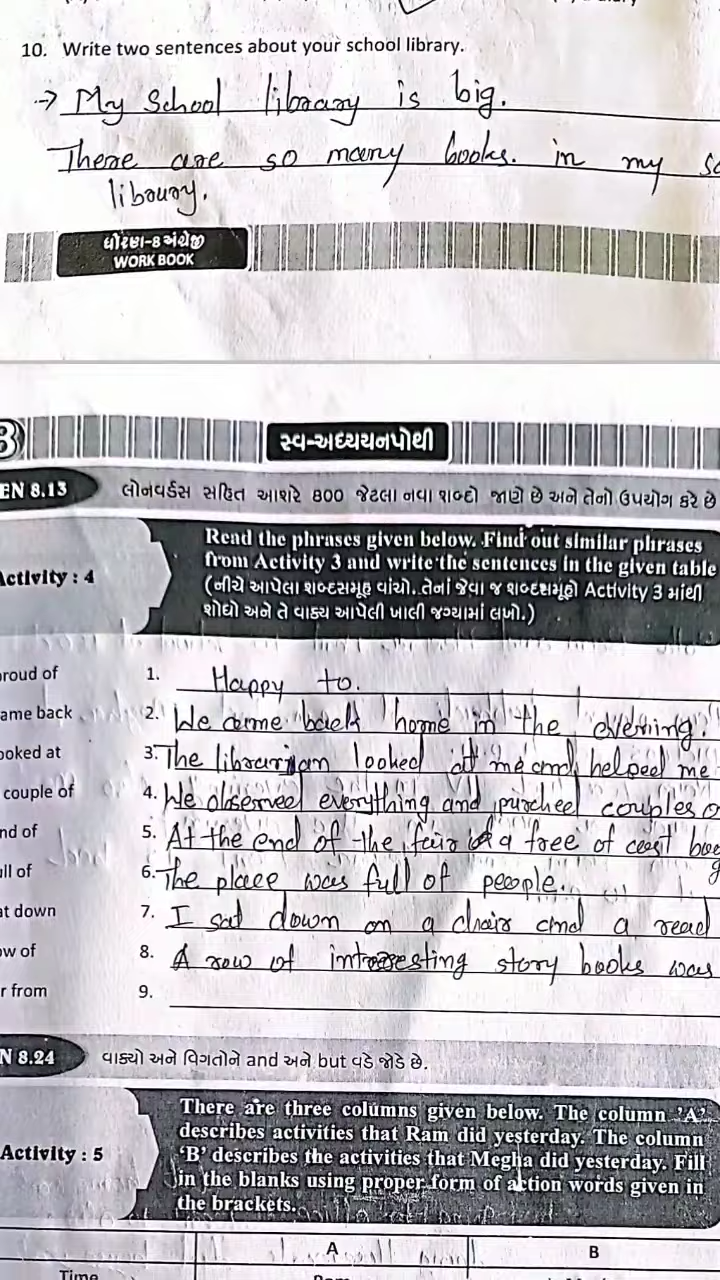 10. Write two sentences about your school library.
→ My School library is big.
There are so many books. in my
liboury.
ધોરણ-8 અંગ્રેજી
WORK BOOK
સ્વ-અધ્યયનપોથી
EN 8.13 લોનવર્ડસ સહિત આશરે 800 જેટલા નવા શબ્દો જાણે છે અને તેનો ઉપયોગ કરે છે
Activity : 4
Read the phrases given below. Find out similar phrases
from Activity 3 and write the sentences in the given table
(નીચે આપેલા શબ્દસમૂહ વાંચો. તેનાં જેવા જ શબ્દસમૂહો Activity 3 માંથી
શોધો અને તે વાક્ય આપેલી ખાલી જગ્યામાં લખો.)
roud of 1. Happy to.
ame back 2. We came back home in the evening.
ooked at 3. The librarian looked at me and helped me
couple of 4. We observed everything and purcheel couples o
nd of 5. At the end of the fair a free of cost
ull of 6. The place was full of people.
at down 7. I sat down on a chair and a read
ow of 8. A row of intresesting story books was
r from 9.
N 8.24 વાક્યો અને વિગતોને and અને but વડે જોડે છે.
Activity : 5
There are three columns given below. The column 'A'
describes activities that Ram did yesterday. The column
'B' describes the activities that Megha did yesterday. Fill
in the blanks using proper form of action words given in
the brackets.
A B
Time